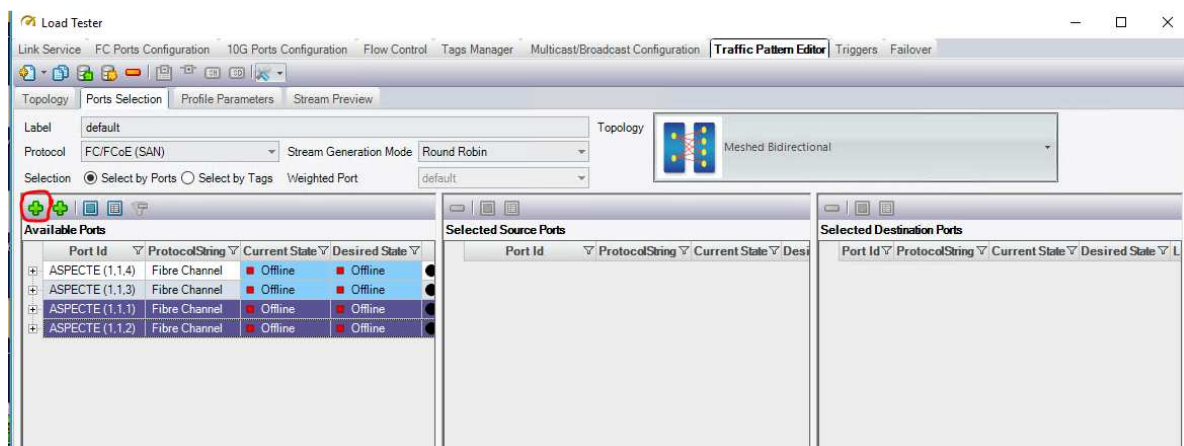 Load Tester
Link Service FC Ports Configuration 10G Ports Configuration Flow Control Tags Manager Multicast/Broadcast Configuration Traffic Pattern Editor Triggers Failover
Topology Ports Selection Profile Parameters Stream Preview
Label default Topology
Meshed Bidirectional
Protocol FC/FCoE (SAN) Stream Generation Mode Round Robin
Selection Select by Ports Select by Tags Weighted Port default
Available Ports Selected Source Ports Selected Destination Ports
Port Id ProtocolString Current State Desired State Port Id ProtocolString Current State Desi Port Id ProtocolString Current State Desired State L
ASPECTE (1,1,4) Fibre Channel Offline Offline
ASPECTE (1,1,3) Fibre Channel Offline Offline
ASPECTE (1,1,1) Fibre Channel Offline Offline
ASPECTE (1,1,2) Fibre Channel Offline Offline